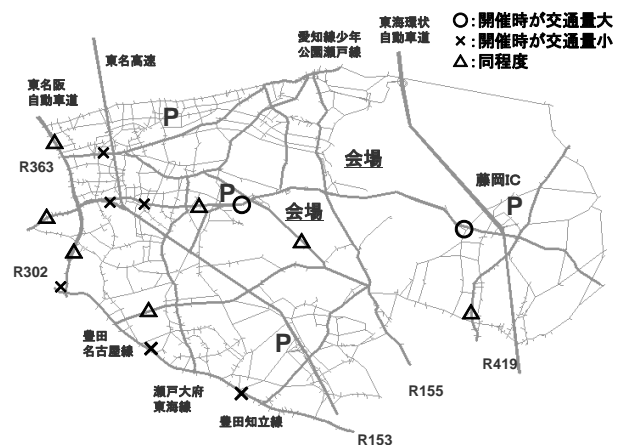 愛知線少年
公園瀬戸線
東海環状
自動車道
○:開催時が交通量大
×:開催時が交通量小
△:同程度
東名高速
東名阪
自動車道
P
R363
会場
藤岡IC
P
P
会場
R302
豊田
名古屋線
P
瀬戸大府
東海線
豊田知立線
R419
R155
R153